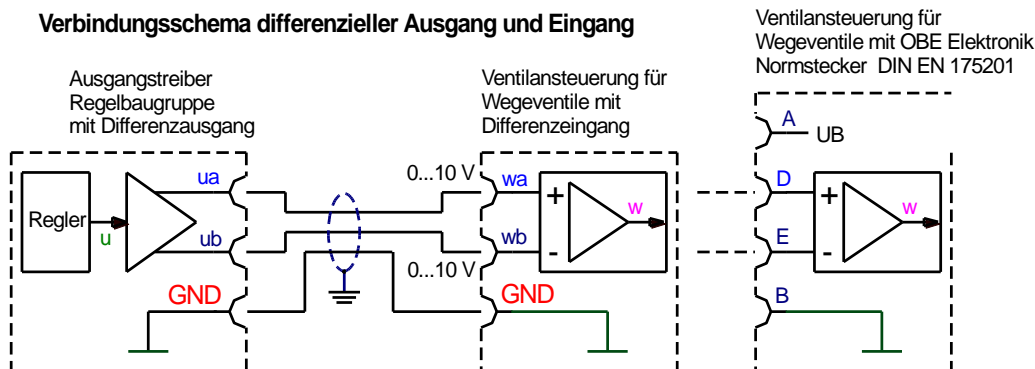 Verbindungsschema differenzieller Ausgang und Eingang
Ventilansteuerung für
Wegeventile mit OBE Elektronik
Normstecker DIN EN 175201
Ausgangstreiber
Regelbaugruppe
mit Differenzausgang
Ventilansteuerung für
Wegeventile mit
Differenzeingang
A
UB
Regler
u
ua
ub
GND
0...10 V
0...10 V
wa
wb
GND
+
-
w
D
E
B
+
-
w